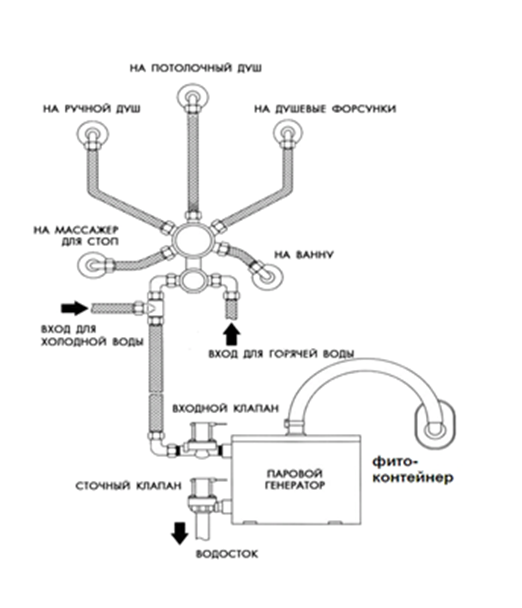 НА ПОТОЛОЧНЫЙ ДУШ
НА РУЧНОЙ ДУШ
НА ДУШЕВЫЕ ФОРСУНКИ
НА МАССАЖЕР
ДЛЯ СТОП
НА ВАННУ
ВХОД ДЛЯ
ХОЛОДНОЙ ВОДЫ
ВХОД ДЛЯ ГОРЯЧЕЙ ВОДЫ
ВХОДНОЙ КЛАПАН
ПАРОВОЙ
ГЕНЕРАТОР
фито-
контейнер
СТОЧНЫЙ КЛАПАН
ВОДОСТОК